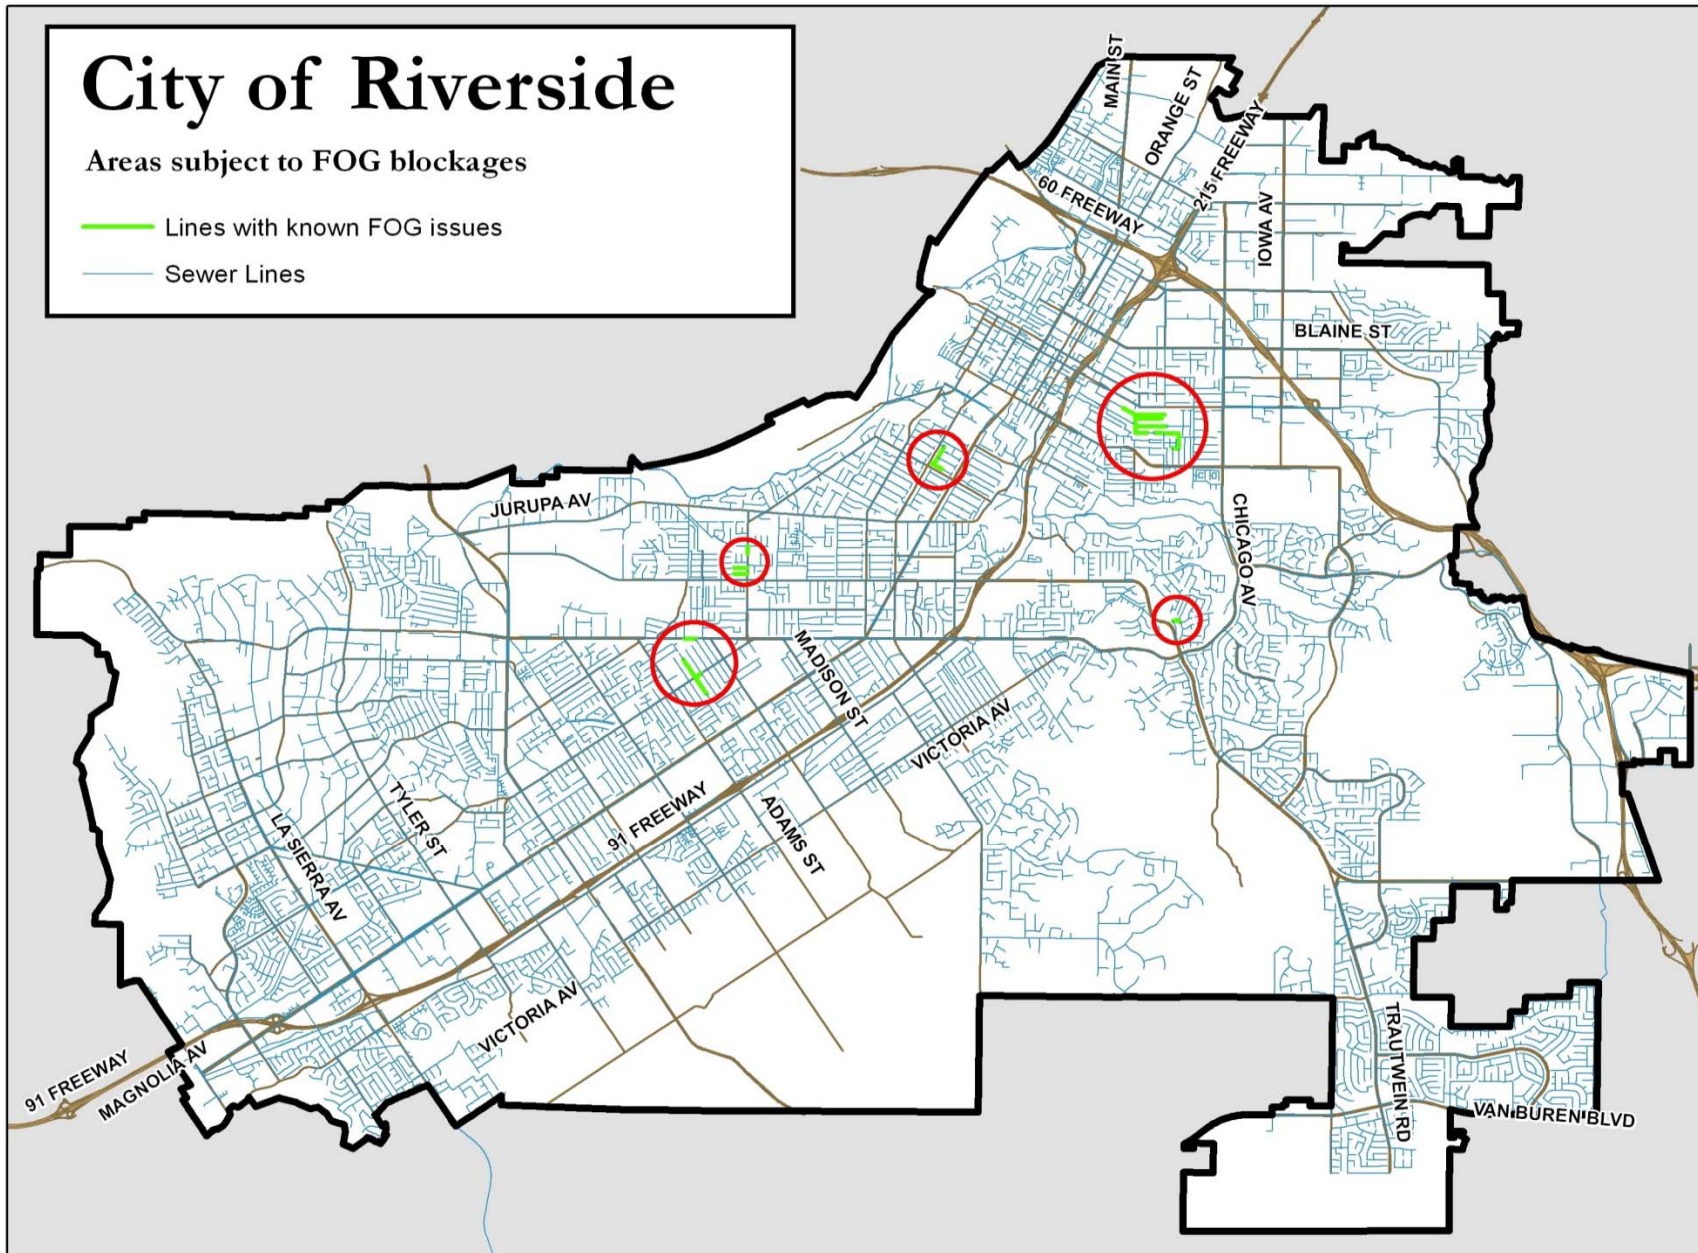 City of Riverside
Areas subject to FOG blockages
Lines with known FOG issues
Sewer Lines
MAIN ST
ORANGE ST
215 FREEWAY
60 FREEWAY
IOWA AV
BLAINE ST
JURUPA AV
CHICAGO AV
MADISON ST
VICTORIA AV
TYLER ST
91 FREEWAY
ADAMS ST
LA SIERRA AV
VICTORIA AV
91 FREEWAY
MAGNOLIA AV
TRAUTWEIN RD
VAN BUREN BLVD